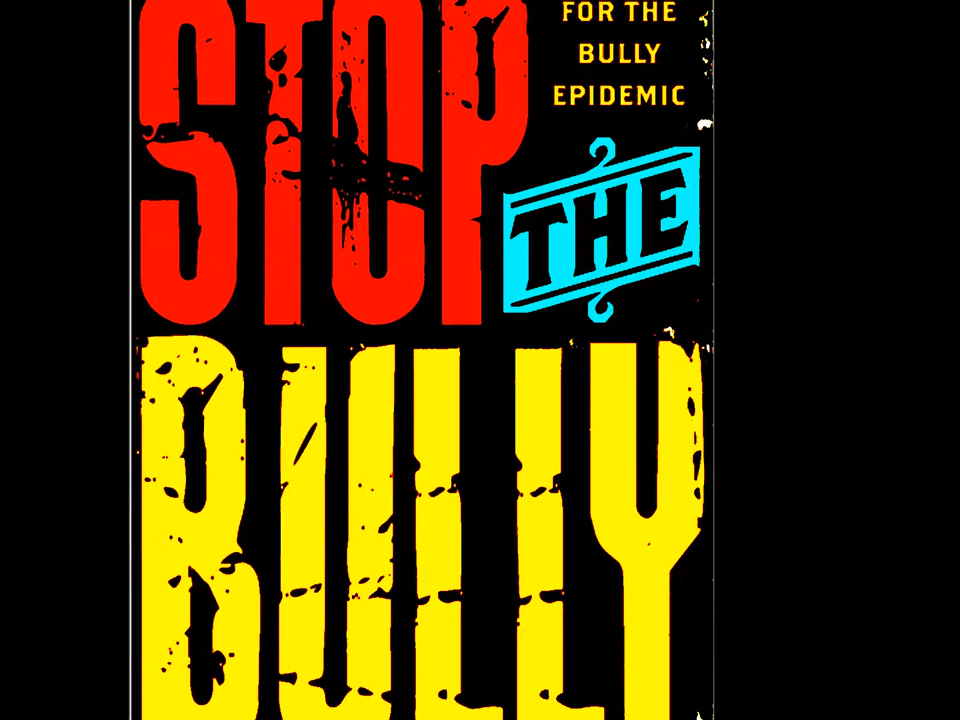 FOR THE
BULLY
EPIDEMIC
STOP
THE
BULLY